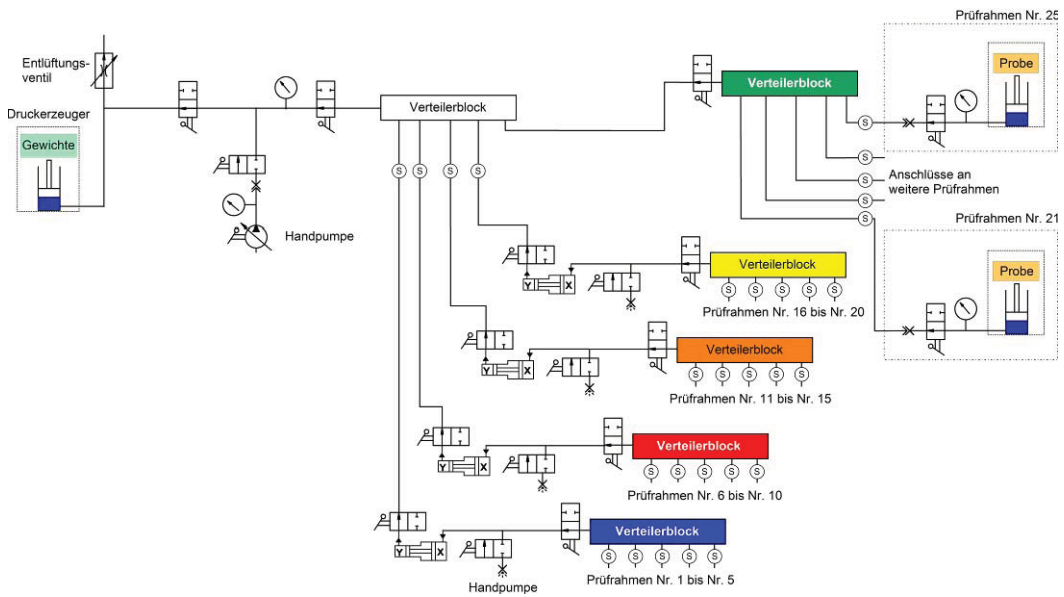 Prüfrahmen Nr. 25
Entlüftungs-
ventil
Probe
Verteilerblock
Druckerzeuger
Verteilerblock
Gewichte
S
S
S
S
S
S
Anschlüsse an
weitere Prüfrahmen
S
S
S
Prüfrahmen Nr. 21
Handpumpe
Verteilerblock
Probe
Y
X
S
S
S
S
S
Prüfrahmen Nr. 16 bis Nr. 20
Verteilerblock
Y
X
S
S
S
S
S
Prüfrahmen Nr. 11 bis Nr. 15
Verteilerblock
Y
X
S
S
S
S
S
Prüfrahmen Nr. 6 bis Nr. 10
Verteilerblock
Y
X
S
S
S
S
S
Handpumpe
Prüfrahmen Nr. 1 bis Nr. 5